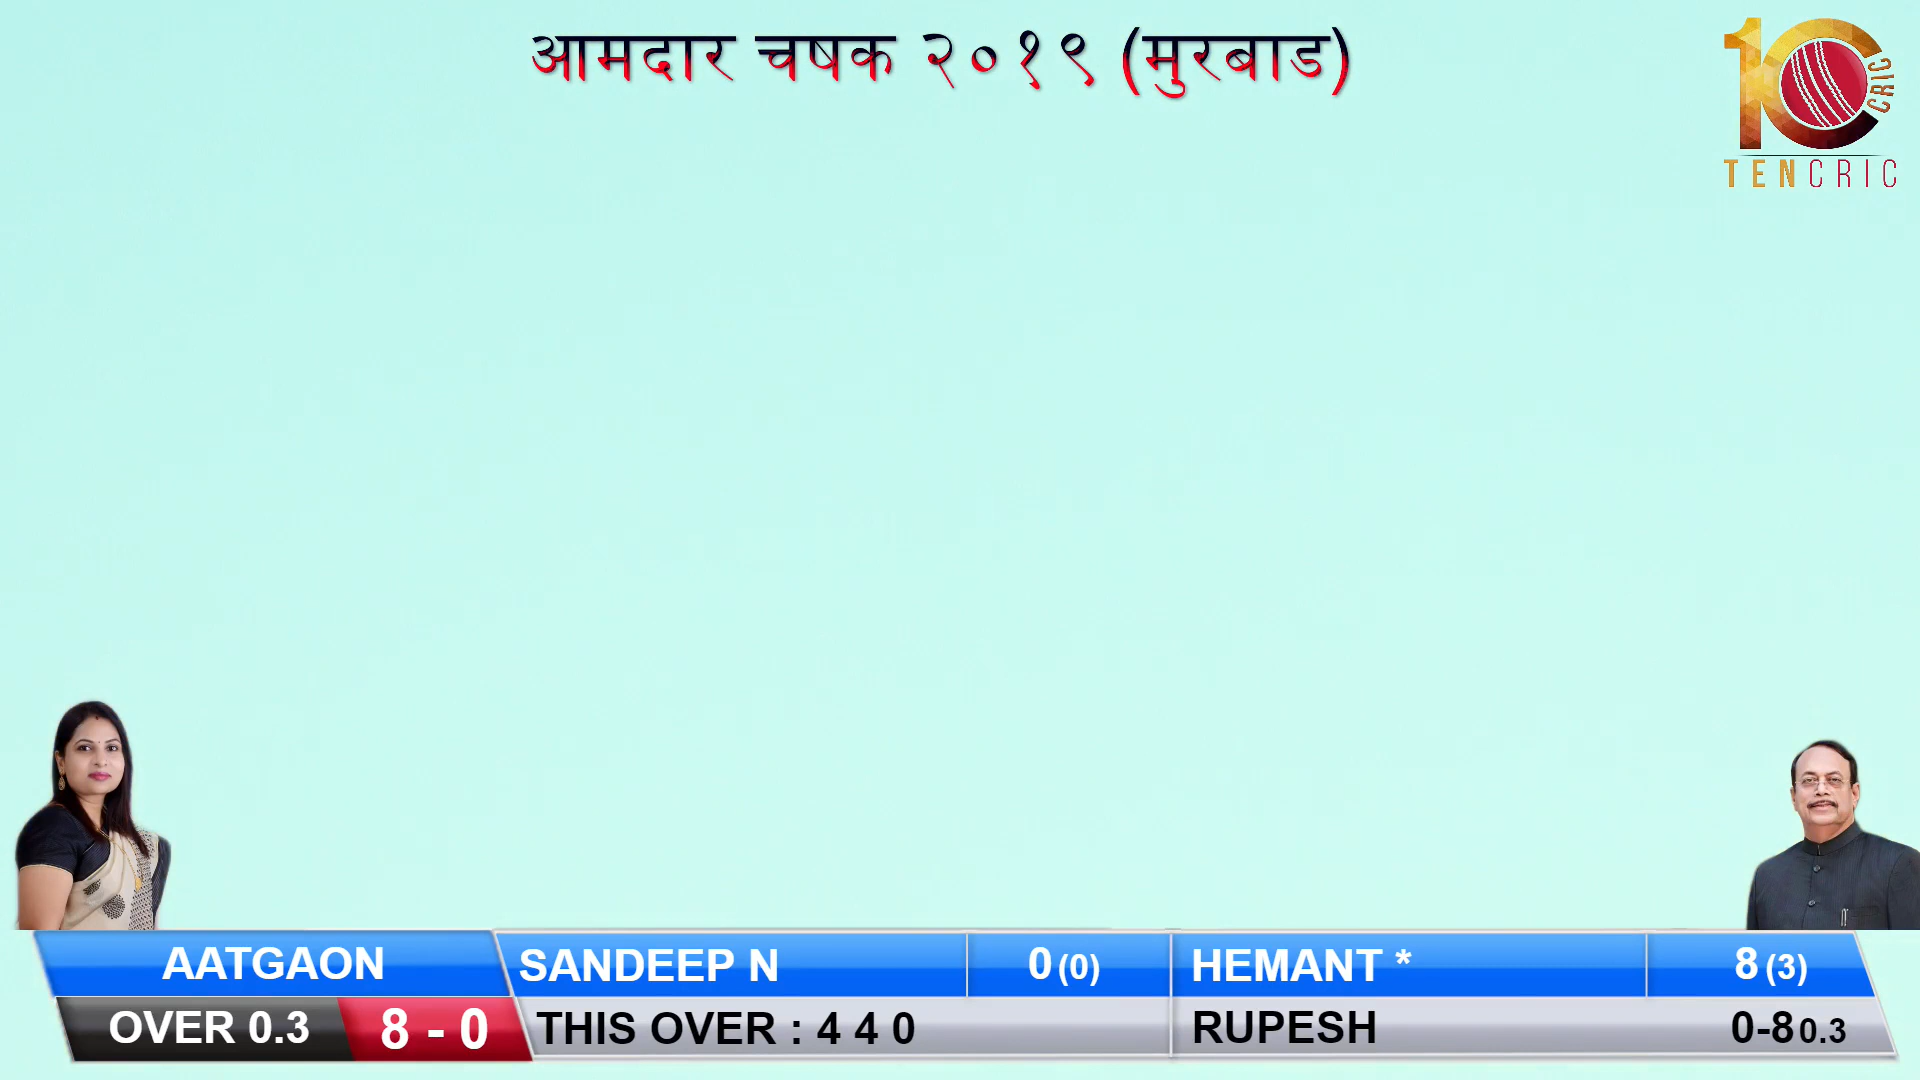 आमदार चषक २०१९ (मुरबाड)
10 CRIC
TENCRIC
AATGAON
SANDEEP N 0 (0)
HEMANT * 8 (3)
OVER 0.3 8 - 0
THIS OVER : 4 4 0
RUPESH 0-8 0.3